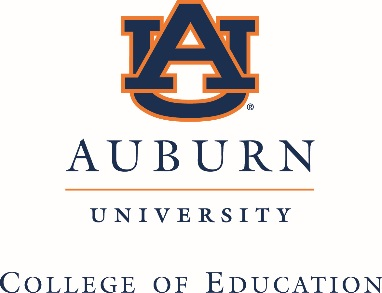 AU
®
AUBURN
UNIVERSITY
COLLEGE OF EDUCATION